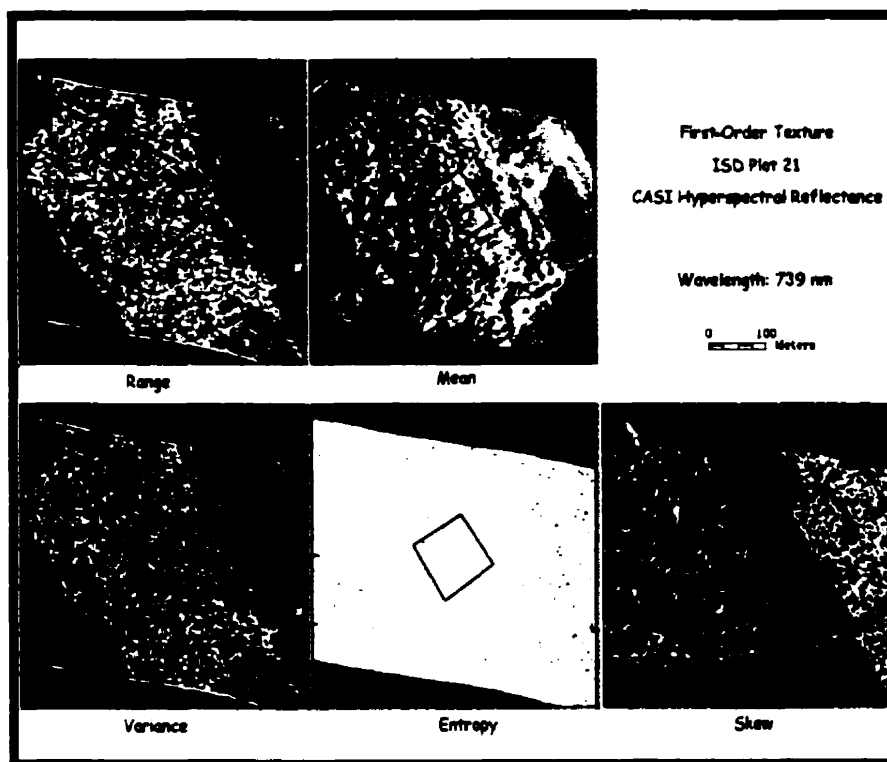 First-Order Texture
ISD Plot 21
CASI Hyperspectral Reflectance
Wavelength: 739 nm
0 100
Meters
Range
Mean
Variance
Entropy
Skew